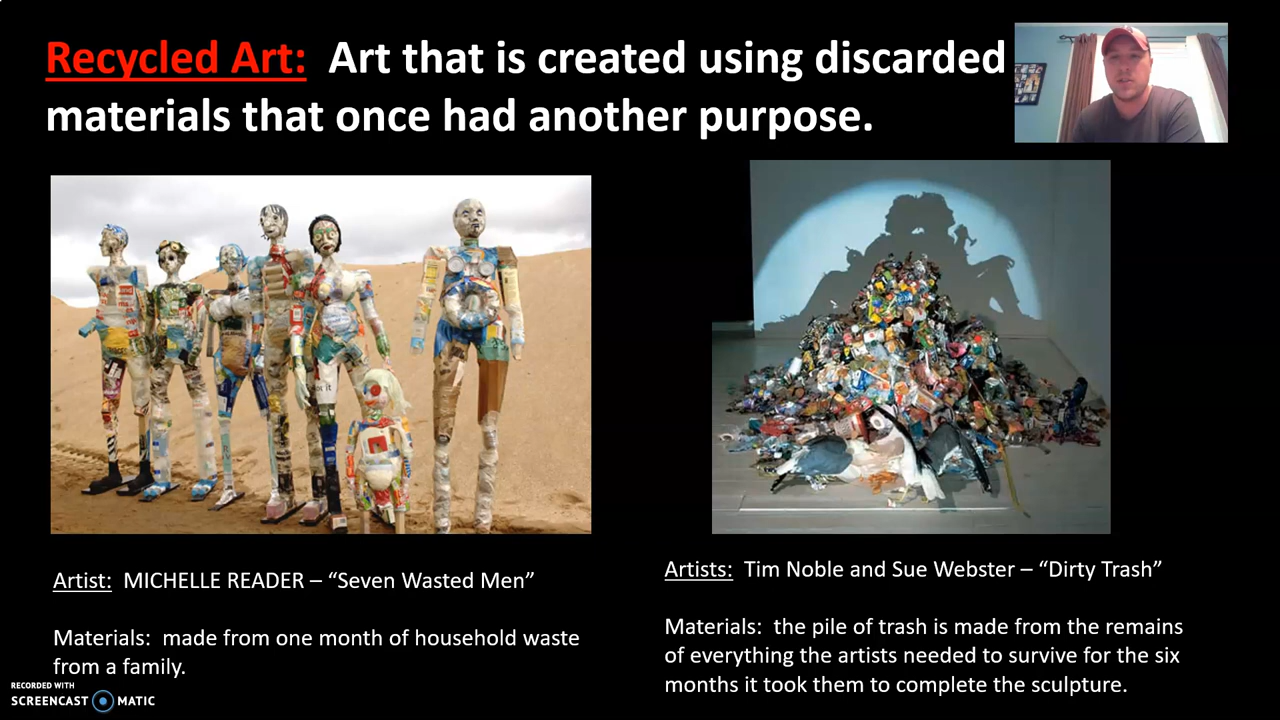 Recycled Art: Art that is created using discarded
materials that once had another purpose.
Artist: MICHELLE READER – “Seven Wasted Men”
Materials: made from one month of household waste
from a family.
Artists: Tim Noble and Sue Webster – “Dirty Trash”
Materials: the pile of trash is made from the remains
of everything the artists needed to survive for the six
months it took them to complete the sculpture.
RECORDED WITH
SCREENCAST MATIC